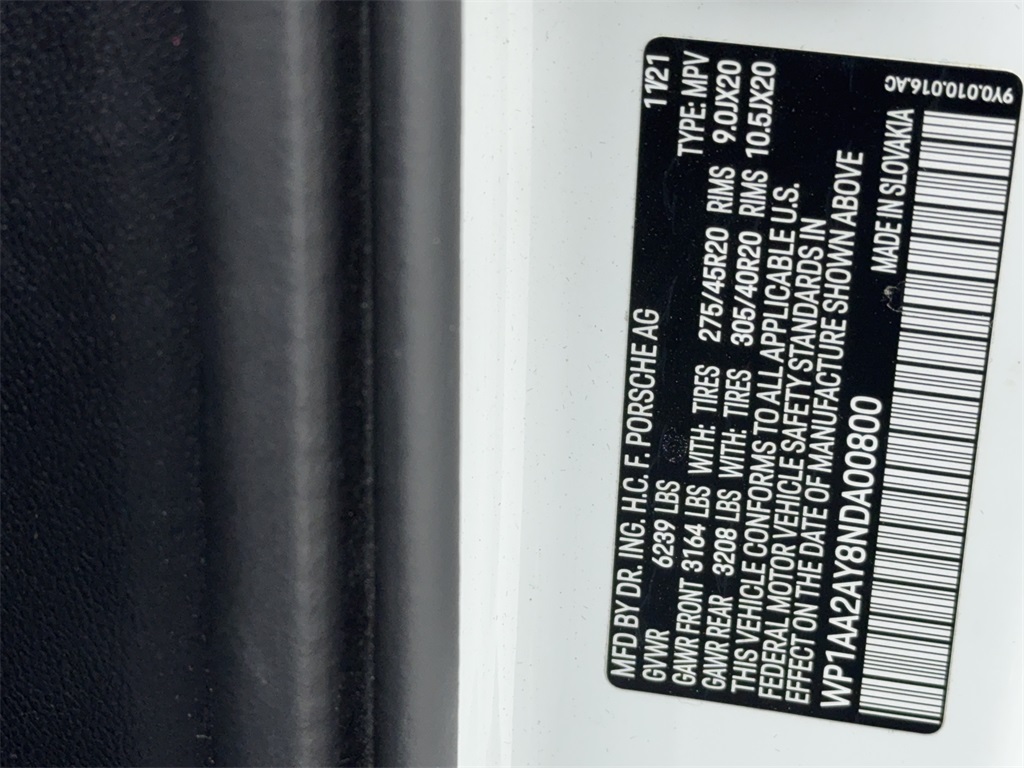 MFD BY DR. ING. H.C. F. PORSCHE AG 11/21
GVWR 6239 LBS TYPE: MPV
GAWR FRONT 3164 LBS WITH: TIRES 275/45R20 RIMS 9.0JX20
GAWR REAR 3208 LBS WITH: TIRES 305/40R20 RIMS 10.5JX20
THIS VEHICLE CONFORMS TO ALL APPLICABLE U.S.
FEDERAL MOTOR VEHICLE SAFETY STANDARDS IN
EFFECT ON THE DATE OF MANUFACTURE SHOWN ABOVE
WP1AA2AY8NDA00800 MADE IN SLOVAKIA
9Y0.010.016.AC